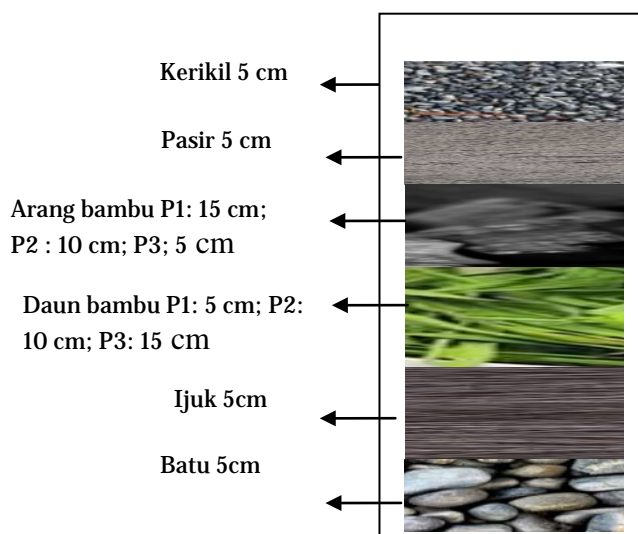 Kerikil 5 cm
Pasir 5 cm
Arang bambu P1: 15 cm;
P2 : 10 cm; P3; 5 cm
Daun bambu P1: 5 cm; P2:
10 cm; P3: 15 cm
Ijuk 5cm
Batu 5cm